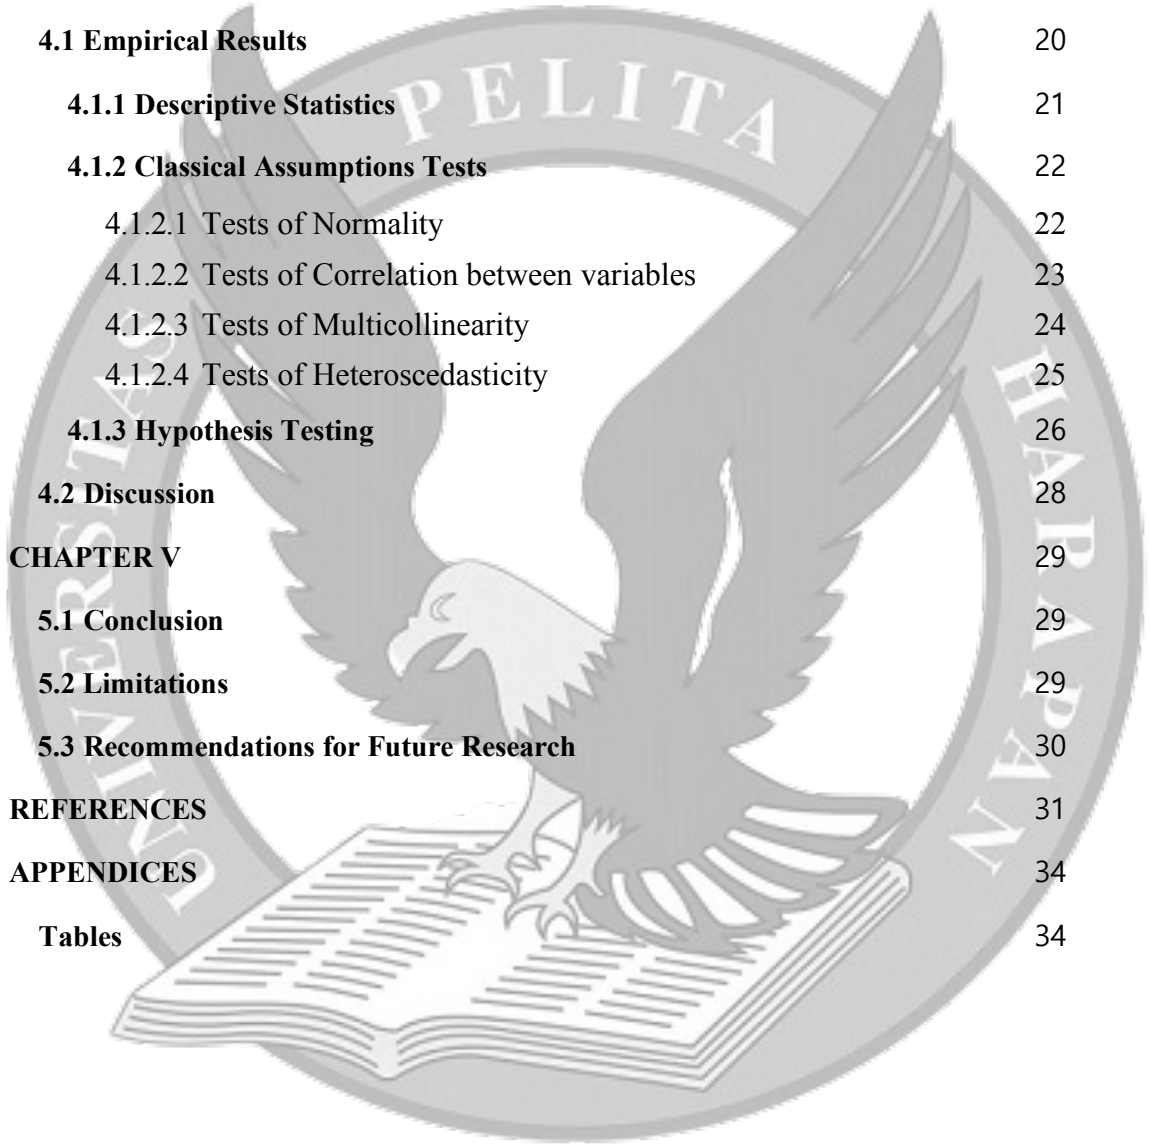 UNIVERSITAS PELITA HARAPAN
4.1 Empirical Results 20
4.1.1 Descriptive Statistics 21
4.1.2 Classical Assumptions Tests 22
4.1.2.1 Tests of Normality 22
4.1.2.2 Tests of Correlation between variables 23
4.1.2.3 Tests of Multicollinearity 24
4.1.2.4 Tests of Heteroscedasticity 25
4.1.3 Hypothesis Testing 26
4.2 Discussion 28
CHAPTER V 29
5.1 Conclusion 29
5.2 Limitations 29
5.3 Recommendations for Future Research 30
REFERENCES 31
APPENDICES 34
Tables 34